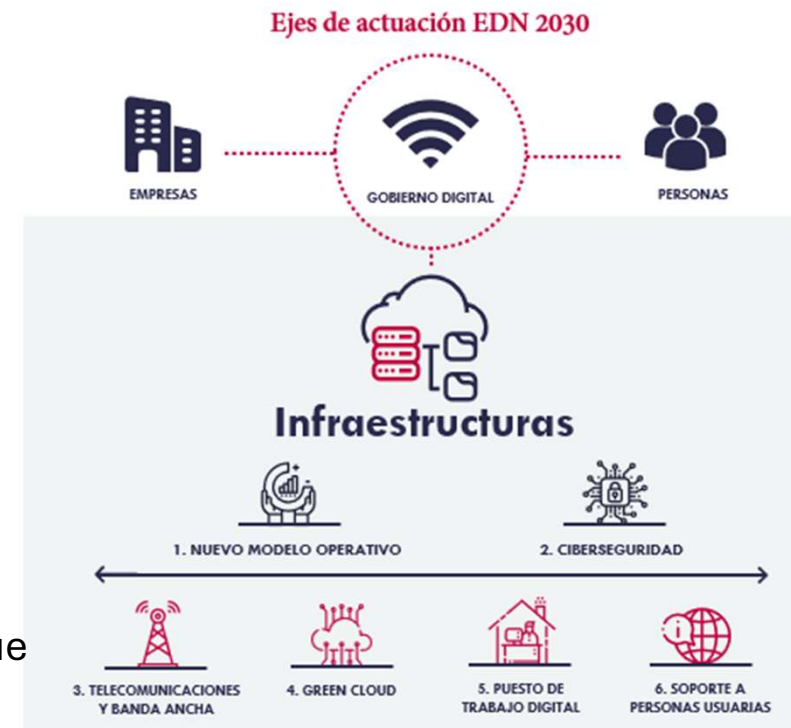 Ejes de actuación EDN 2030
EMPRESAS
GOBIERNO DIGITAL
PERSONAS
Infraestructuras
1. NUEVO MODELO OPERATIVO
2. CIBERSEGURIDAD
3. TELECOMUNICACIONES
Y BANDA ANCHA
4. GREEN CLOUD
5. PUESTO DE
TRABAJO DIGITAL
6. SOPORTE A
PERSONAS USUARIAS